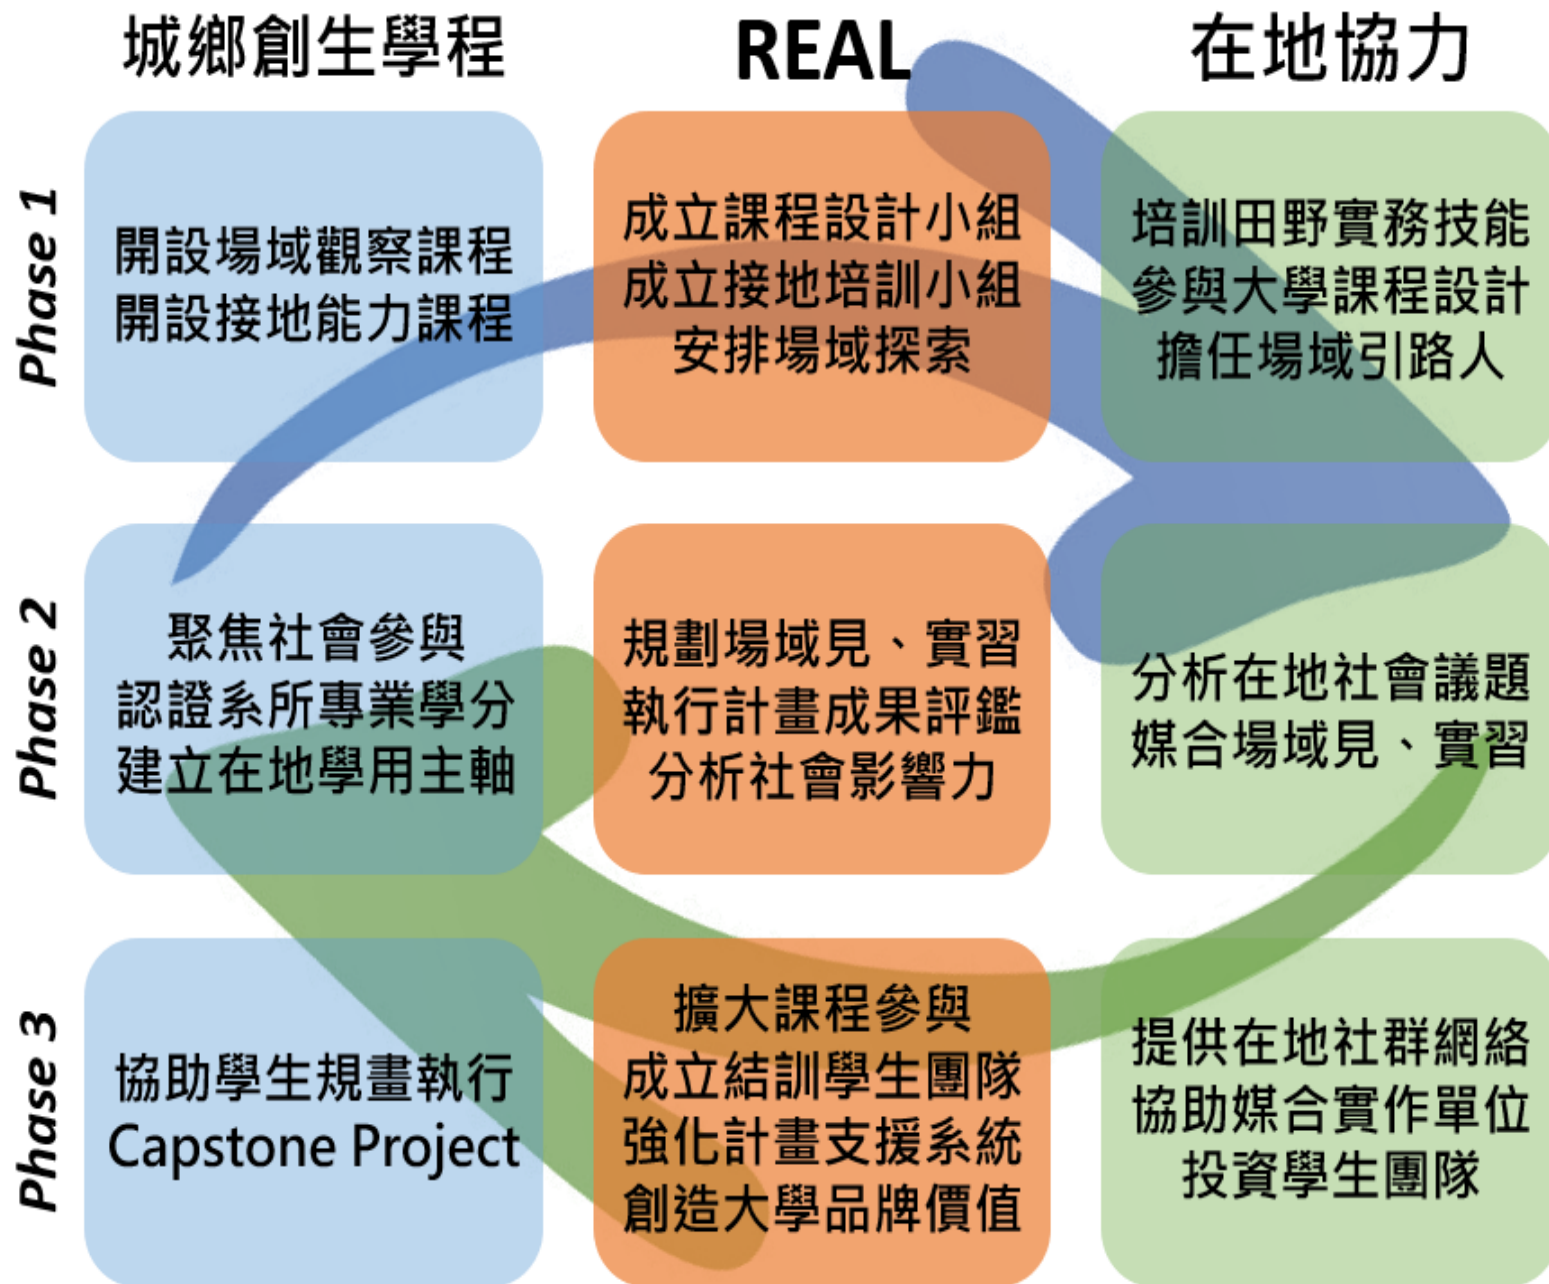 城鄉創生學程
REAL
在地協力
Phase 1
開設場域觀察課程
開設接地能力課程
成立課程設計小組
成立接地培訓小組
安排場域探索
培訓田野實務技能
參與大學課程設計
擔任場域引路人
Phase 2
聚焦社會參與
認證系所專業學分
建立在地學用主軸
規劃場域見、實習
執行計畫成果評鑑
分析社會影響力
分析在地社會議題
媒合場域見、實習
Phase 3
協助學生規畫執行
Capstone Project
擴大課程參與
成立結訓學生團隊
強化計畫支援系統
創造大學品牌價值
提供在地社群網絡
協助媒合實作單位
投資學生團隊